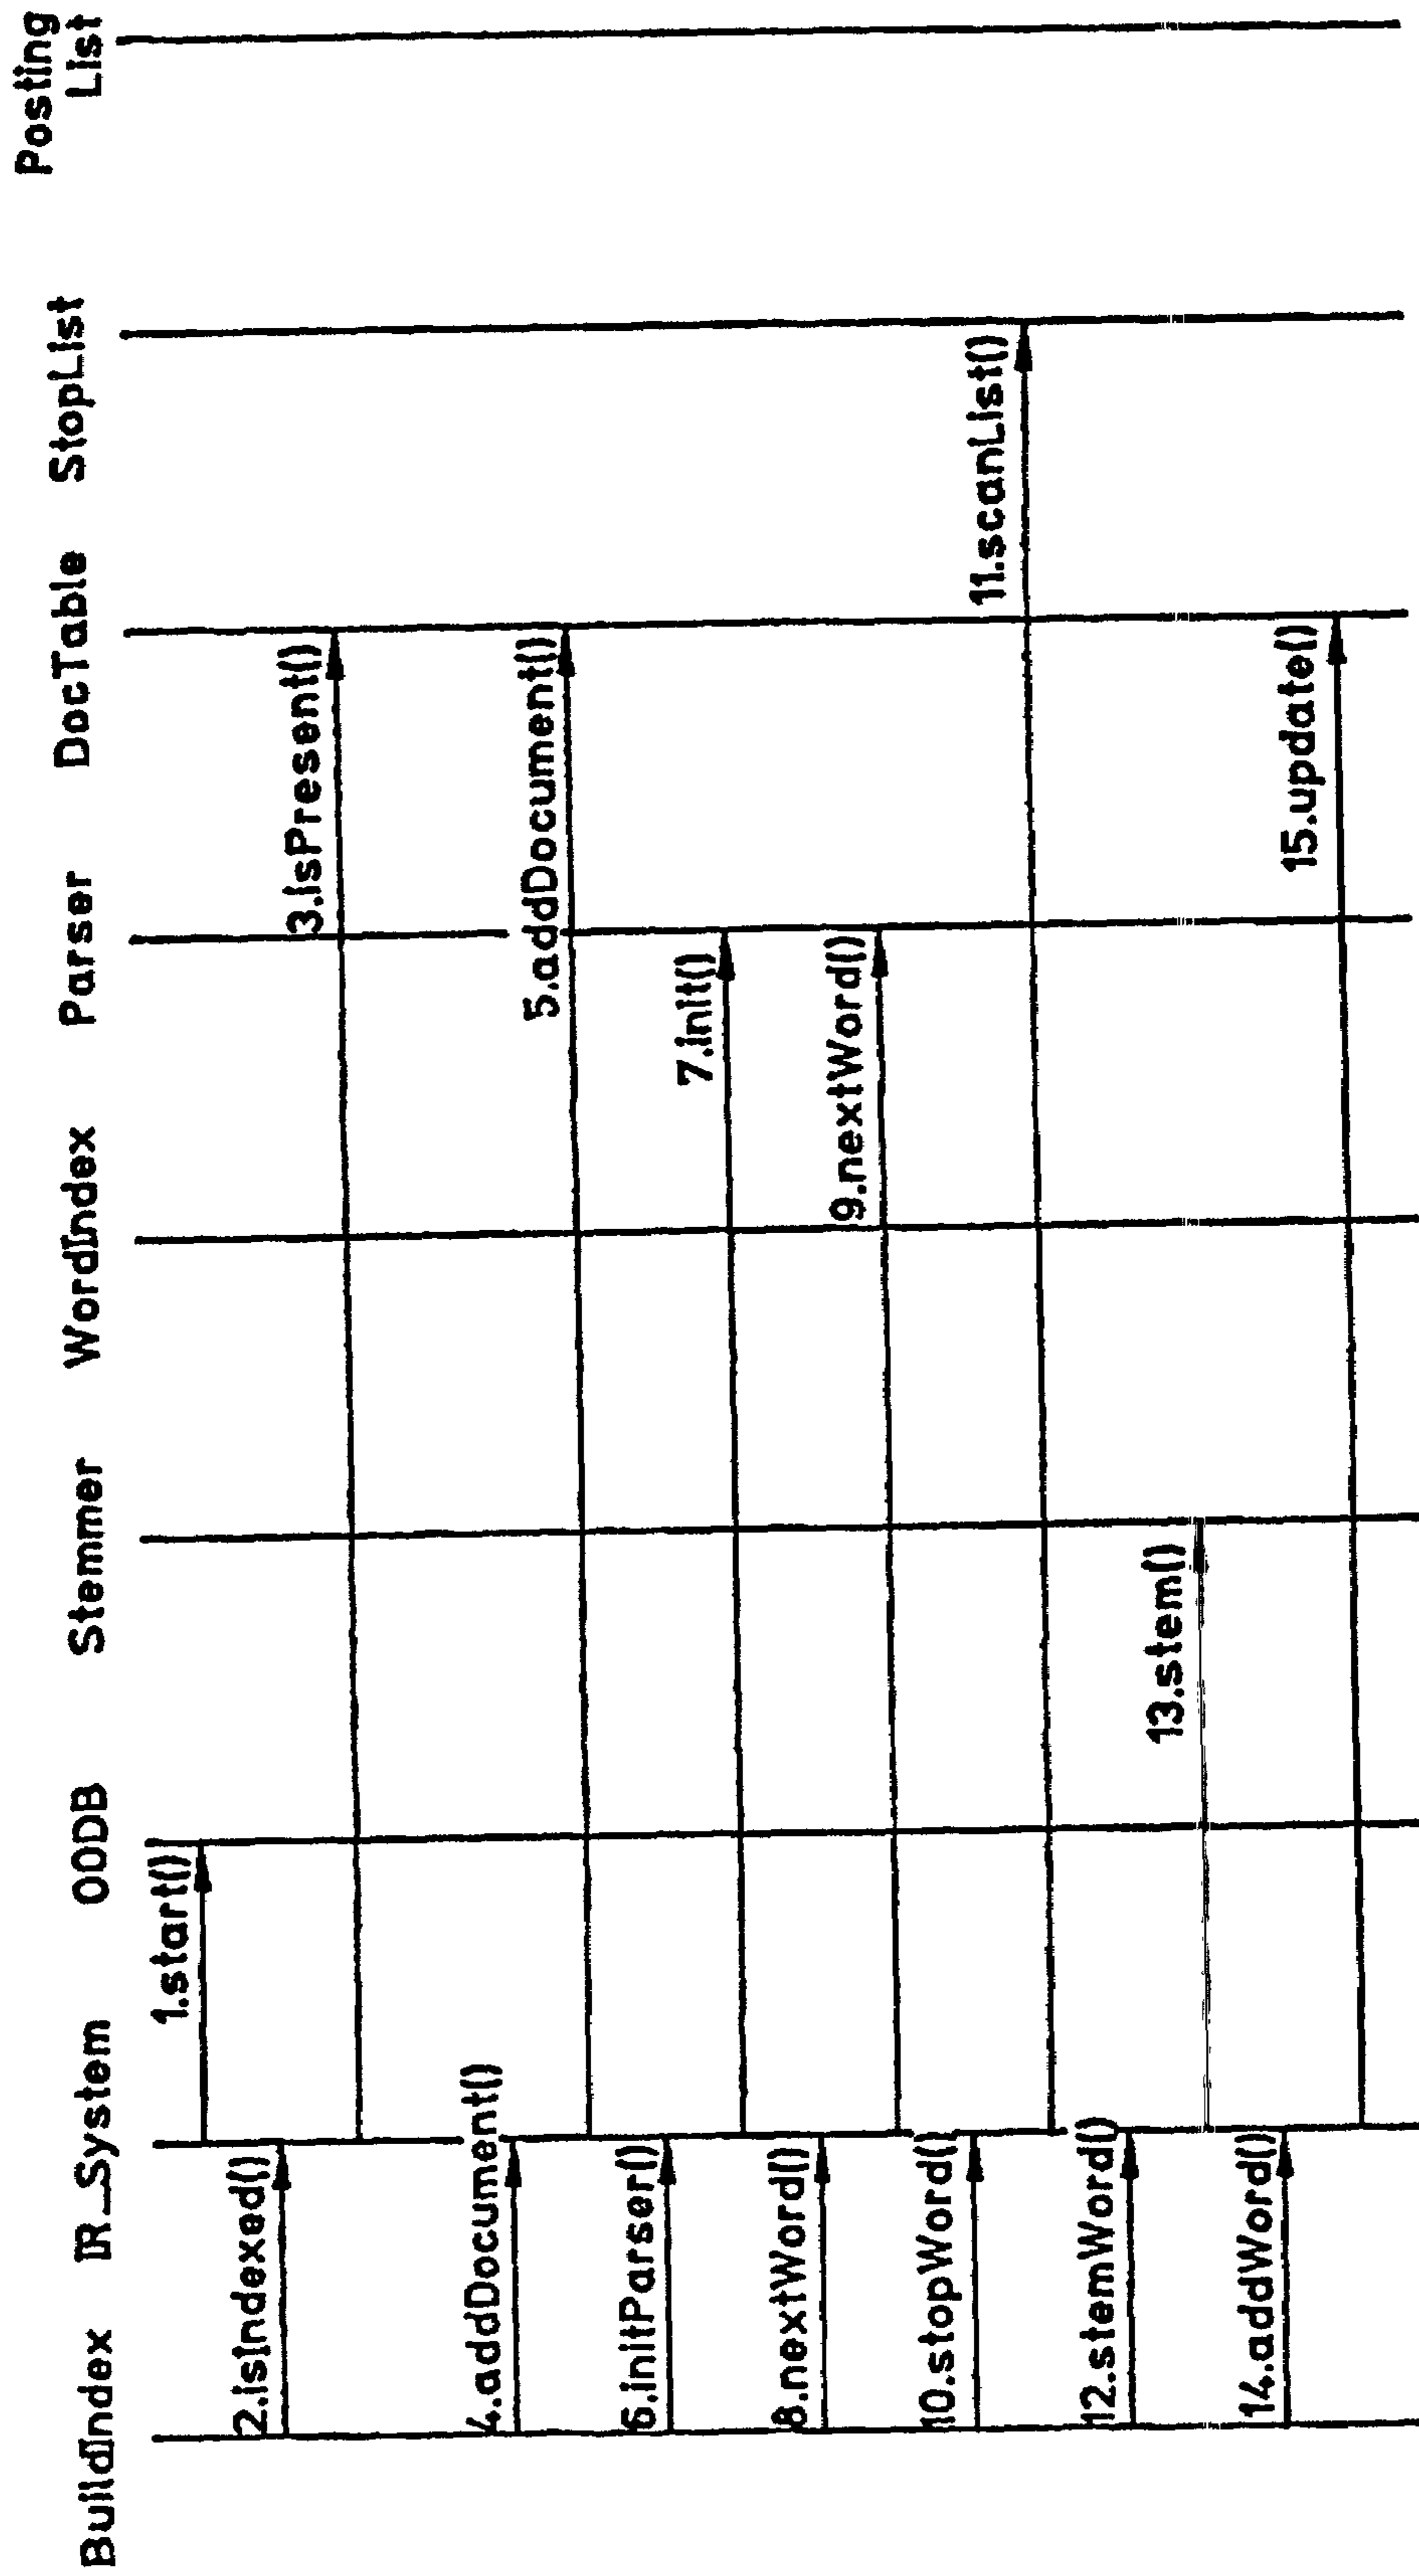 BuildIndex IR_System OODB Stemmer WordIndex Parser DocTable StopList Posting
List
1.start()
2.isIndexed()
3.isPresent()
4.addDocument()
5.addDocument()
6.initParser()
7.init()
8.nextWord()
9.nextWord()
10.stopWord()
11.scanList()
12.stemWord()
13.stem()
14.addWord()
15.update()